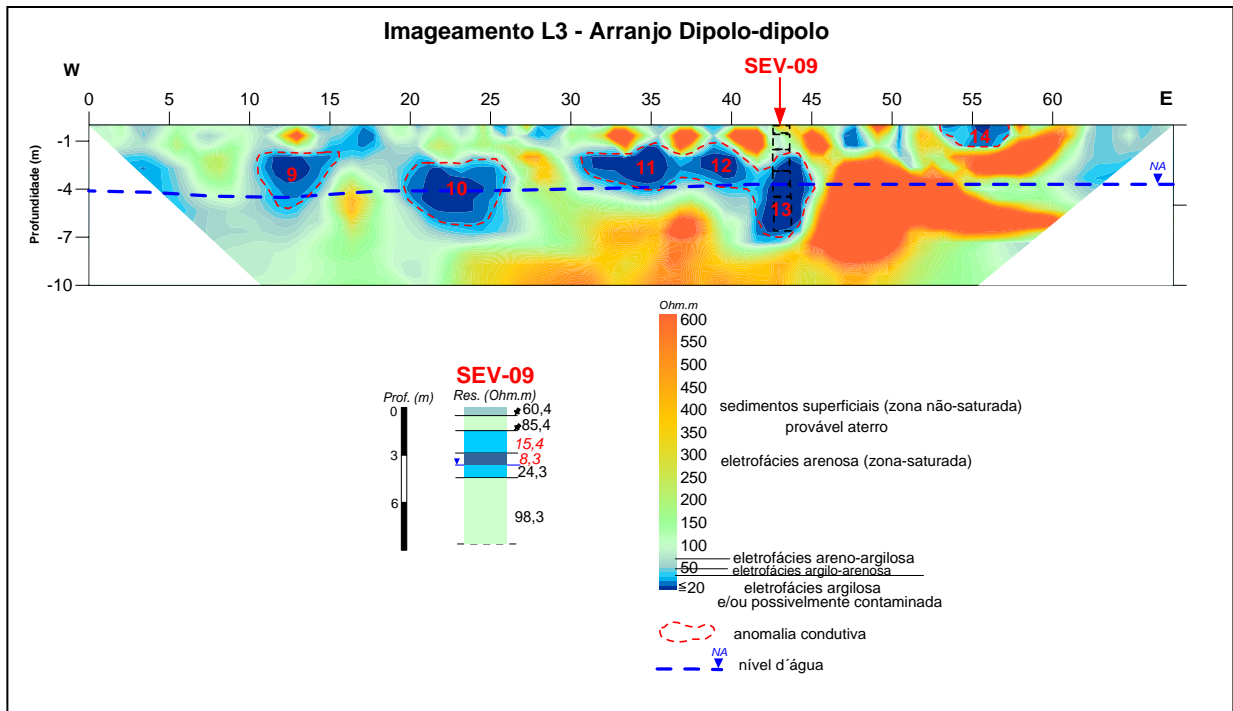 Imageamento L3 - Arranjo Dipolo-dipolo
W
SEV-09
E
0 5 10 15 20 25 30 35 40 45 50 55 60
Profundidade (m)
-1
-4
-7
-10
9
10
11
12
13
14
NA
Ohm.m
600
550
500
450
400
350
300
250
200
150
100
50
≤20
sedimentos superficiais (zona não-saturada)
provável aterro
eletrofácies arenosa (zona-saturada)
eletrofácies areno-argilosa
eletrofácies argilo-arenosa
eletrofácies argilosa
e/ou possivelmente contaminada
anomalia condutiva
NA
nível d´água
SEV-09
Prof. (m)
Res. (Ohm.m)
0
3
6
60,4
85,4
15,4
8,3
24,3
98,3